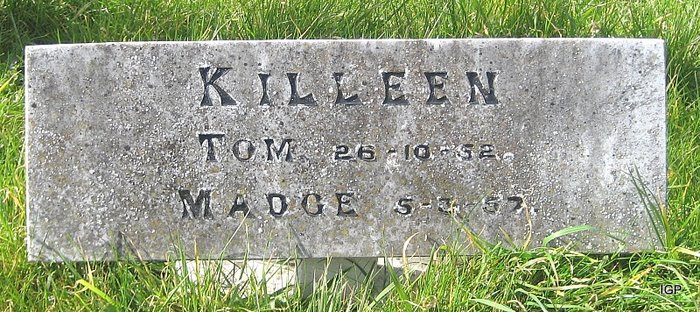 KILLEEN
TOM. 26-10-52.
MADGE 5-3-57.
IGP